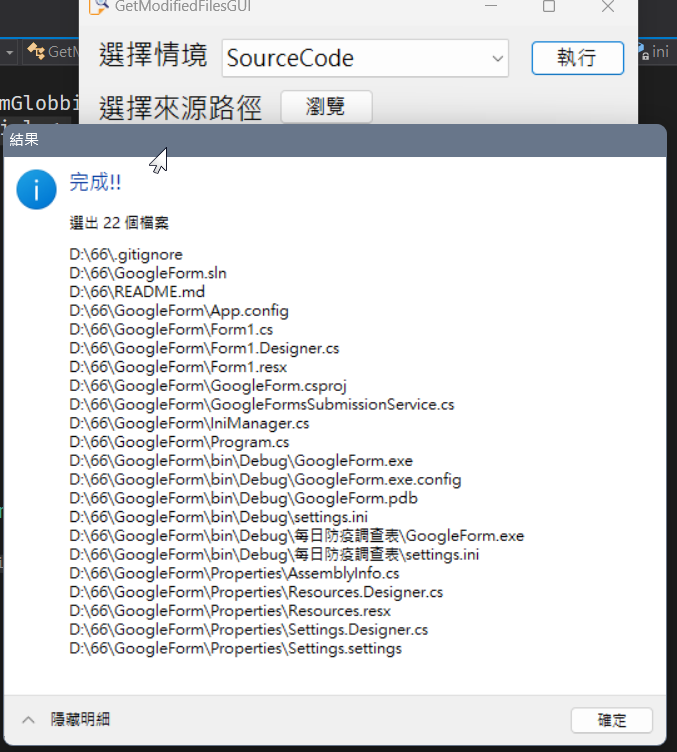 GetModifiedFilesGUI
GetM
ini
選擇情境 SourceCode 執行
mGlobbi
選擇來源路徑 瀏覽
結果
完成!!
選出 22 個檔案
D:\66\.gitignore
D:\66\GoogleForm.sln
D:\66\README.md
D:\66\GoogleForm\App.config
D:\66\GoogleForm\Form1.cs
D:\66\GoogleForm\Form1.Designer.cs
D:\66\GoogleForm\Form1.resx
D:\66\GoogleForm\GoogleForm.csproj
D:\66\GoogleForm\GoogleFormsSubmissionService.cs
D:\66\GoogleForm\IniManager.cs
D:\66\GoogleForm\Program.cs
D:\66\GoogleForm\bin\Debug\GoogleForm.exe
D:\66\GoogleForm\bin\Debug\GoogleForm.exe.config
D:\66\GoogleForm\bin\Debug\GoogleForm.pdb
D:\66\GoogleForm\bin\Debug\settings.ini
D:\66\GoogleForm\bin\Debug\每日防疫調查表\GoogleForm.exe
D:\66\GoogleForm\bin\Debug\每日防疫調查表\settings.ini
D:\66\GoogleForm\Properties\AssemblyInfo.cs
D:\66\GoogleForm\Properties\Resources.Designer.cs
D:\66\GoogleForm\Properties\Resources.resx
D:\66\GoogleForm\Properties\Settings.Designer.cs
D:\66\GoogleForm\Properties\Settings.settings
隱藏明細 確定